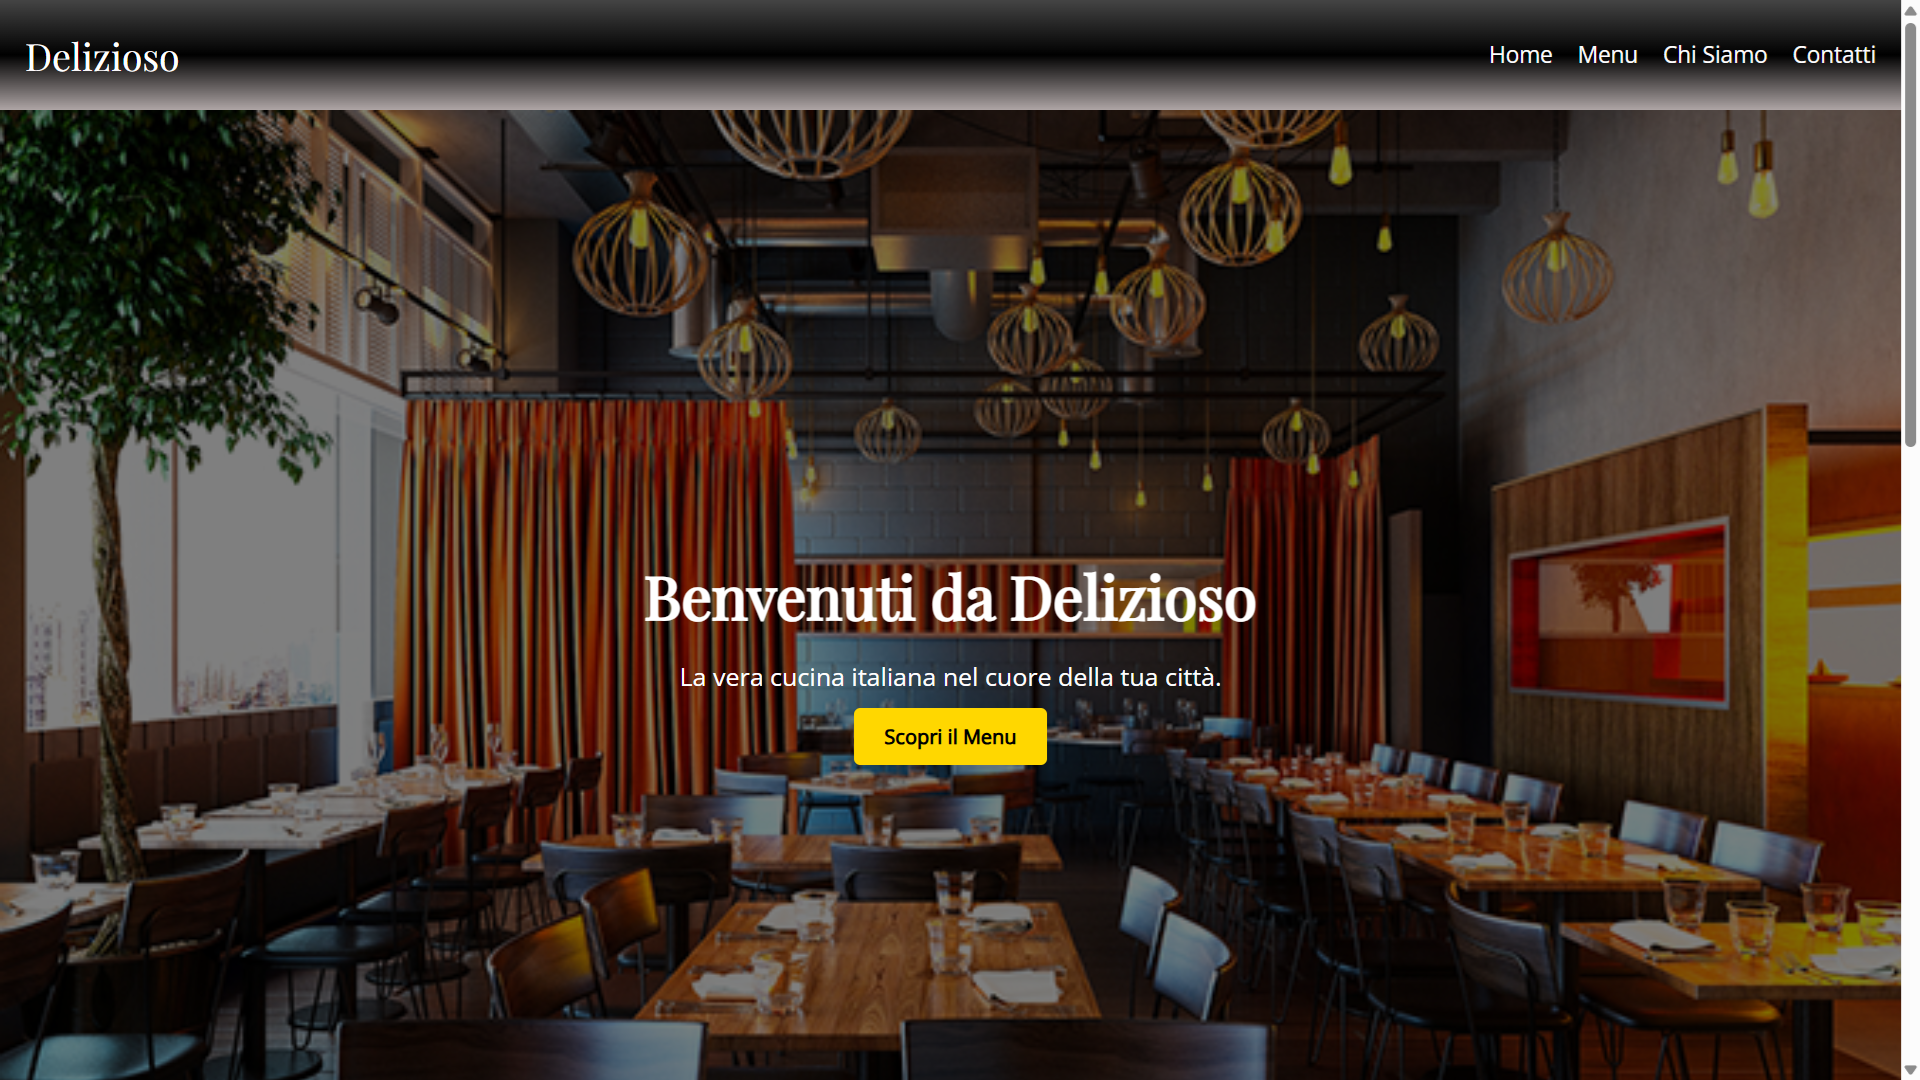 Delizioso
Home Menu Chi Siamo Contatti
Benvenuti da Delizioso
La vera cucina italiana nel cuore della tua città.
Scopri il Menu